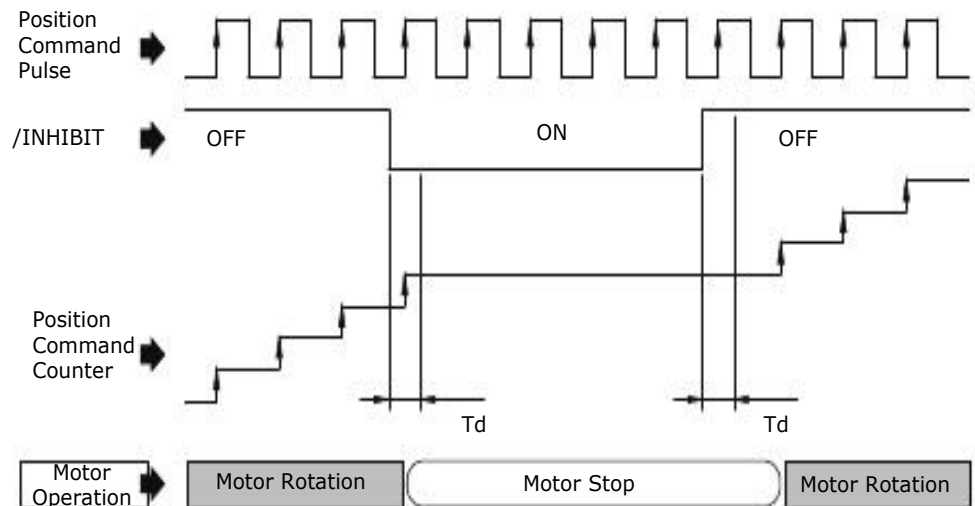 Position
Command
Pulse
/INHIBIT
OFF
ON
OFF
Position
Command
Counter
Td
Td
Motor
Operation
Motor Rotation
Motor Stop
Motor Rotation